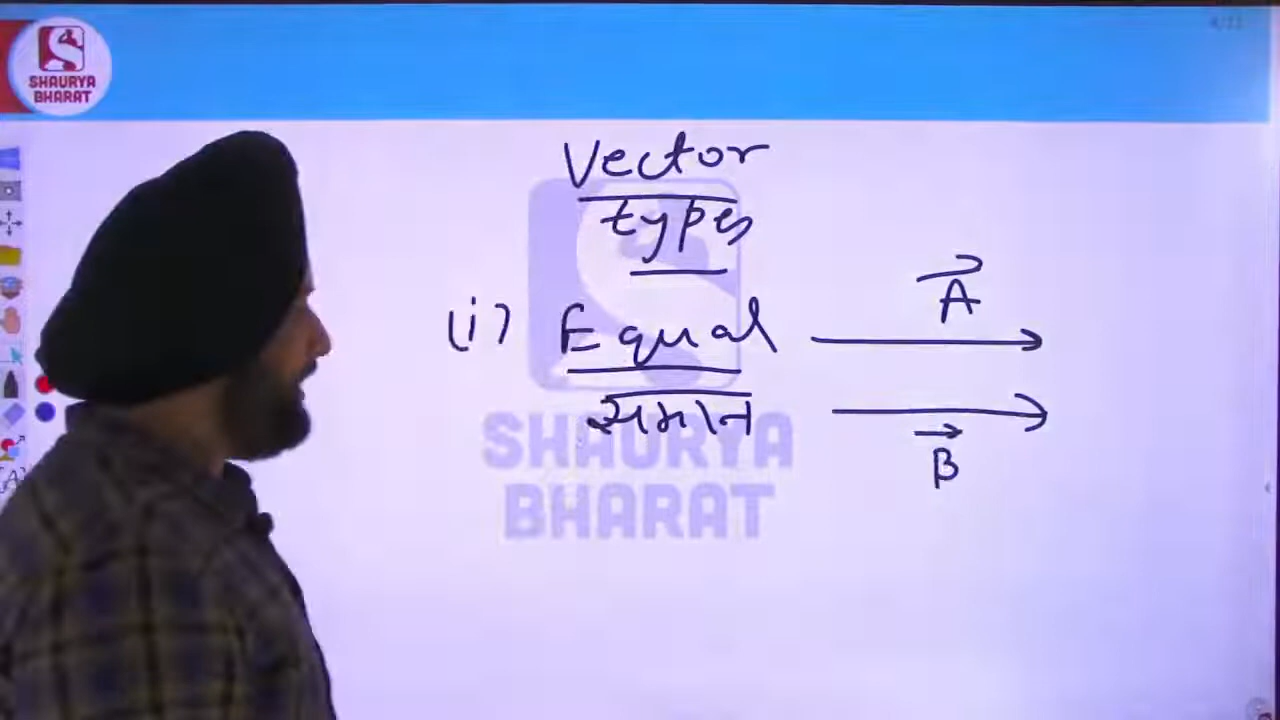 SHAURYA
BHARAT
Vector
types
A
(i) Equal
समान
B
SHAURYA
BHARAT